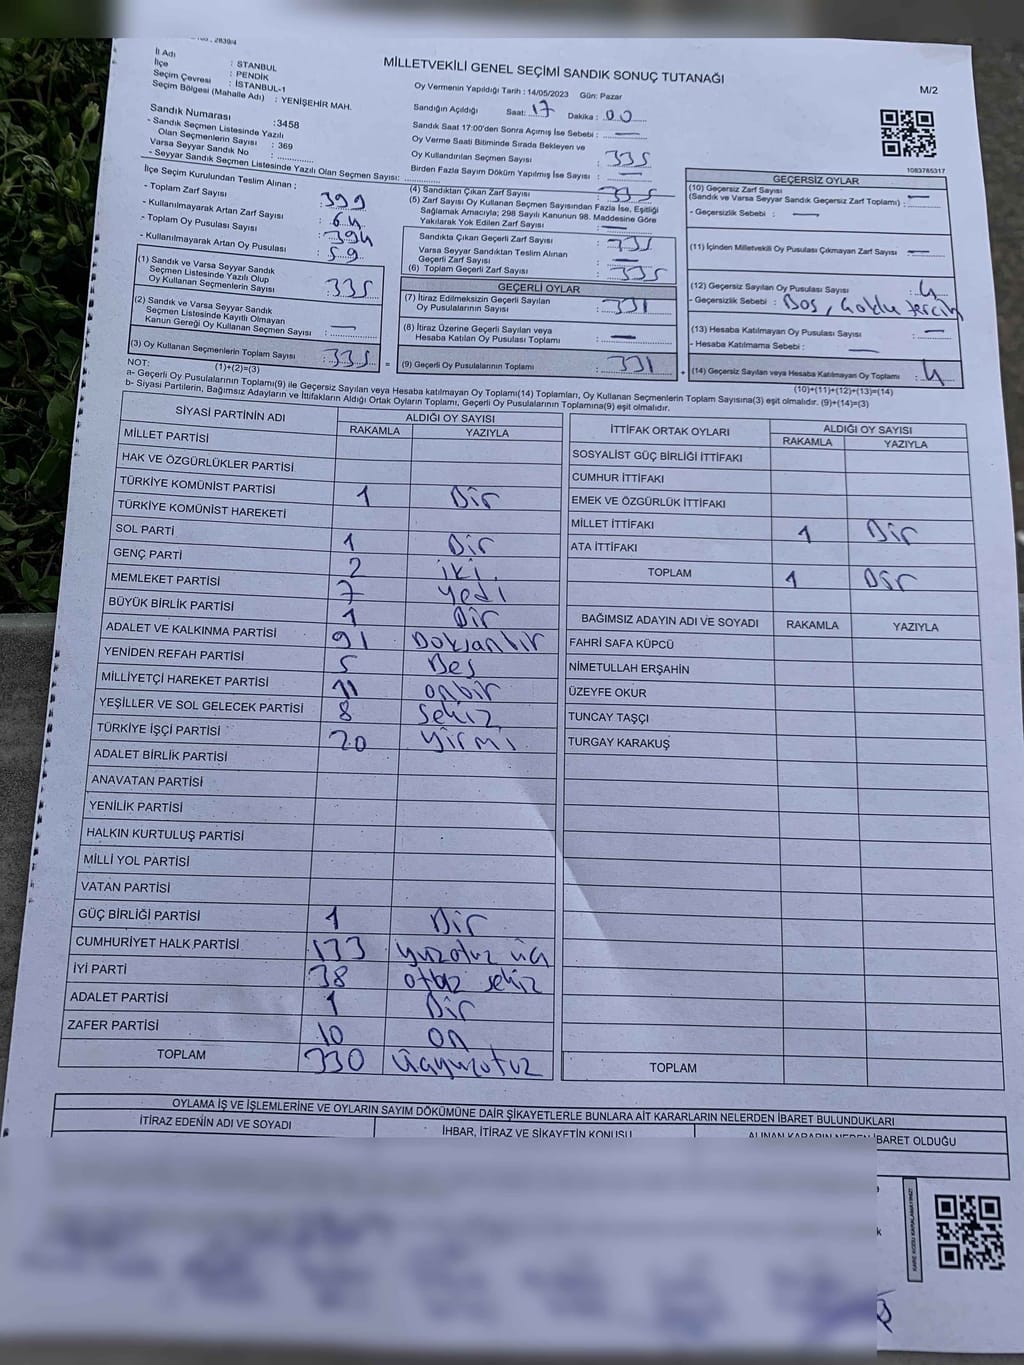 2839/4
MİLLETVEKİLİ GENEL SEÇİMİ SANDIK SONUÇ TUTANAĞI
M/2
İl Adı : STANBUL
İlçe : PENDİK
Seçim Çevresi : İSTANBUL-1
Seçim Bölgesi (Mahalle Adı) : YENİŞEHİR MAH.
Oy Vermenin Yapıldığı Tarih : 14/05/2023 Gün: Pazar
Sandığın Açıldığı Saat: 17 Dakika : 00
Sandık Numarası : 3458
- Sandık Seçmen Listesinde Yazılı
Olan Seçmenlerin Sayısı : 369
Varsa Seyyar Sandık No :
- Seyyar Sandık Seçmen Listesinde Yazılı Olan Seçmen Sayısı:
Sandık Saat 17:00'den Sonra Açımış İse Sebebi : —
Oy Verme Saati Bitiminde Sırada Bekleyen ve
Oy Kullandırılan Seçmen Sayısı : 335
Birden Fazla Sayım Döküm Yapılmış İse Sayısı : —
1083785317
İlçe Seçim Kurulundan Teslim Alınan ;
- Toplam Zarf Sayısı : 399
- Kullanılmayarak Artan Zarf Sayısı : 64
- Toplam Oy Pusulası Sayısı : 394
- Kullanılmayarak Artan Oy Pusulası : 59
(1) Sandık ve Varsa Seyyar Sandık
Seçmen Listesinde Yazılı Olup
Oy Kullanan Seçmenlerin Sayısı : 335
(2) Sandık ve Varsa Seyyar Sandık
Seçmen Listesinde Kayıtlı Olmayan
Kanun Gereği Oy Kullanan Seçmen Sayısı : —
(3) Oy Kullanan Seçmenlerin Toplam Sayısı : 335
(1)+(2)=(3)
(4) Sandıktan Çıkan Zarf Sayısı : 335
(5) Zarf Sayısı Oy Kullanan Seçmen Sayısından Fazla İse, Eşitliği
Sağlamak Amacıyla; 298 Sayılı Kanunun 98. Maddesine Göre
Yakılarak Yok Edilen Zarf Sayısı : —
Sandıkta Çıkan Geçerli Zarf Sayısı : 335
Varsa Seyyar Sandıktan Teslim Alınan
Geçerli Zarf Sayısı : —
(6) Toplam Geçerli Zarf Sayısı : 335
GEÇERLİ OYLAR
(7) İtiraz Edilmeksizin Geçerli Sayılan
Oy Pusulalarının Sayısı : 331
(8) İtiraz Üzerine Geçerli Sayılan veya
Hesaba Katılan Oy Pusulası Toplamı : —
(9) Geçerli Oy Pusulalarının Toplamı : 331
GEÇERSİZ OYLAR
(10) Geçersiz Zarf Sayısı
(Sandık ve Varsa Seyyar Sandık Geçersiz Zarf Toplamı) : —
- Geçersizlik Sebebi : —
(11) İçinden Milletvekili Oy Pusulası Çıkmayan Zarf Sayısı : —
(12) Geçersiz Sayılan Oy Pusulası Sayısı : 4
- Geçersizlik Sebebi : Boş, Çoklu tercih
(13) Hesaba Katılmayan Oy Pusulası Sayısı : —
- Hesaba Katılmama Sebebi : —
(14) Geçersiz Sayılan veya Hesaba Katılmayan Oy Toplamı : 4
(10)+(11)+(12)+(13)=(14)
NOT:
a- Geçerli Oy Pusulalarının Toplamı(9) ile Geçersiz Sayılan veya Hesaba katılmayan Oy Toplamı(14) Toplamları, Oy Kullanan Seçmenlerin Toplam Sayısına(3) eşit olmalıdır. (9)+(14)=(3)
b- Siyasi Partilerin, Bağımsız Adayların ve İttifakların Aldığı Ortak Oyların Toplamı, Geçerli Oy Pusulalarının Toplamına(9) eşit olmalıdır.
SİYASİ PARTİNİN ADI
ALDIĞI OY SAYISI
RAKAMLA YAZIYLA
MİLLET PARTİSİ
HAK VE ÖZGÜRLÜKLER PARTİSİ
TÜRKİYE KOMÜNİST PARTİSİ 1 Bir
TÜRKİYE KOMÜNİST HAREKETİ
SOL PARTİ 1 Bir
GENÇ PARTİ 2 iki
MEMLEKET PARTİSİ 7 yedi
BÜYÜK BİRLİK PARTİSİ 1 Bir
ADALET VE KALKINMA PARTİSİ 91 Doksanbir
YENİDEN REFAH PARTİSİ 5 Beş
MİLLİYETÇİ HAREKET PARTİSİ 11 onbir
YEŞİLLER VE SOL GELECEK PARTİSİ 8 sekiz
TÜRKİYE İŞÇİ PARTİSİ 20 yirmi
ADALET BİRLİK PARTİSİ
ANAVATAN PARTİSİ
YENİLİK PARTİSİ
HALKIN KURTULUŞ PARTİSİ
MİLLİ YOL PARTİSİ
VATAN PARTİSİ
GÜÇ BİRLİĞİ PARTİSİ 1 Bir
CUMHURİYET HALK PARTİSİ 133 yüzotuz üç
İYİ PARTİ 38 otuz sekiz
ADALET PARTİSİ 1 Bir
ZAFER PARTİSİ 10 on
TOPLAM 330 üçyüzotuz
İTTİFAK ORTAK OYLARI
ALDIĞI OY SAYISI
RAKAMLA YAZIYLA
SOSYALİST GÜÇ BİRLİĞİ İTTİFAKI
CUMHUR İTTİFAKI
EMEK VE ÖZGÜRLÜK İTTİFAKI
MİLLET İTTİFAKI 1 Bir
ATA İTTİFAKI
TOPLAM 1 Bir
BAĞIMSIZ ADAYIN ADI VE SOYADI RAKAMLA YAZIYLA
FAHRİ SAFA KÜPCÜ
NİMETULLAH ERŞAHİN
ÜZEYFE OKUR
TUNCAY TAŞÇI
TURGAY KARAKUŞ
TOPLAM
OYLAMA İŞ VE İŞLEMLERİNE VE OYLARIN SAYIM DÖKÜMÜNE DAİR ŞİKAYETLERLE BUNLARA AİT KARARLARIN NELERDEN İBARET BULUNDUKLARI
İTİRAZ EDENİN ADI VE SOYADI
İHBAR, İTİRAZ VE ŞİKAYETİN KONUSU
ALINAN KARARIN NEDEN İBARET OLDUĞU
KARE KODU KARALAMAYINIZ!